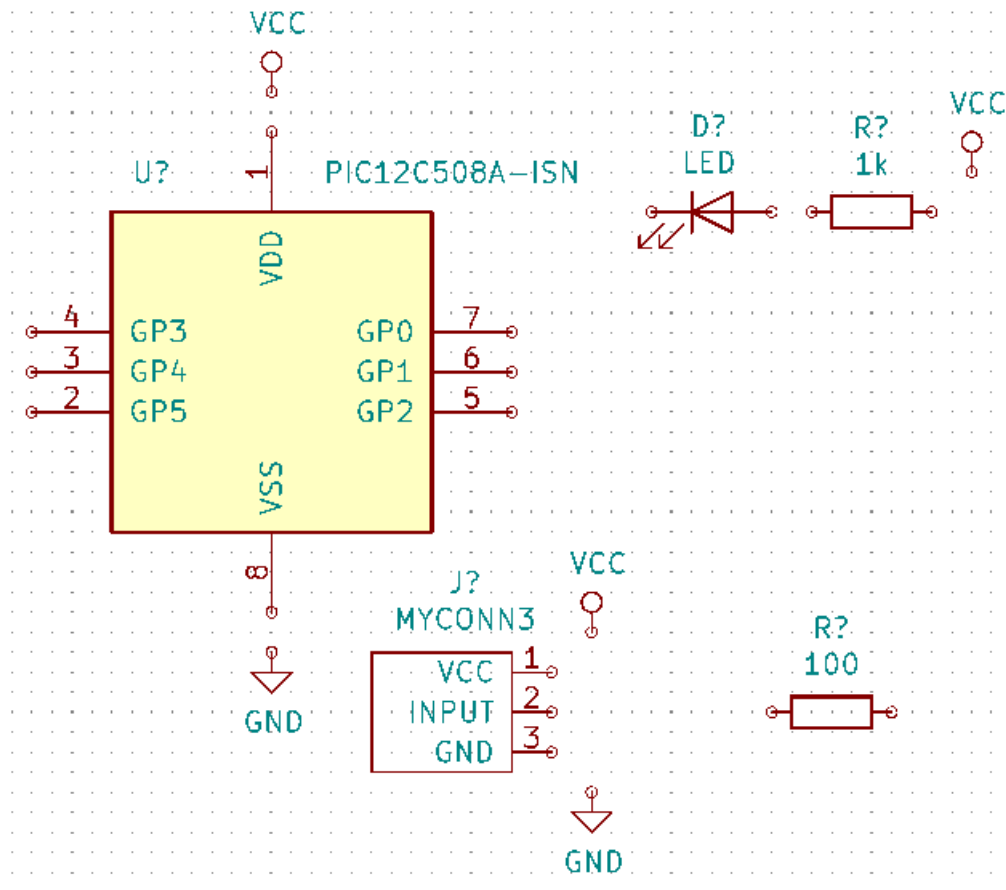 VCC
VCC
D?
R?
LED
1k
U?
1
PIC12C508A-ISN
VDD
4
GP3
GP0
7
3
GP4
GP1
6
2
GP5
GP2
5
VSS
8
VCC
J?
MYCONN3
R?
100
VCC
1
INPUT
2
GND
3
GND
GND